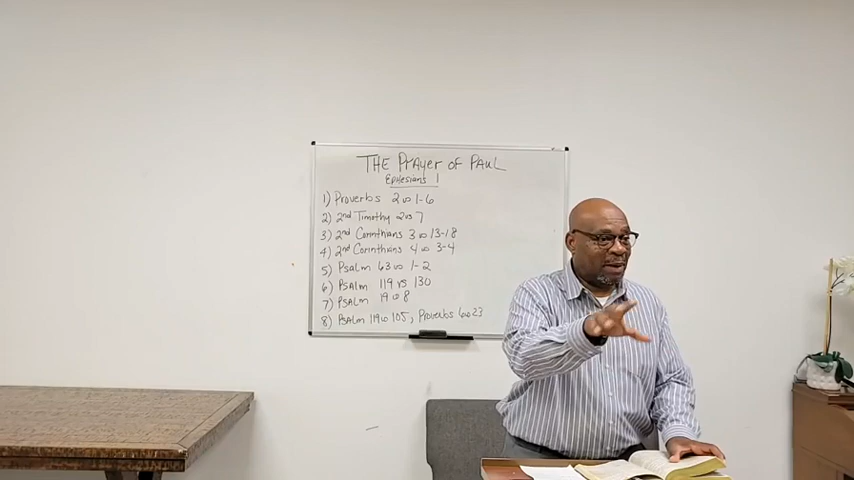 THE PrAyer of PAUL
Ephesians 1
1) Proverbs 2 vs 1-6
2) 2nd Timothy 2 vs 7
3) 2nd Corinthians 3 vs 13-18
4) 2nd Corinthians 4 vs 3-4
5) Psalm 63 vs 1-2
6) Psalm 119 vs 130
7) Psalm 19 vs 8
8) Psalm 119 vs 105, Proverbs 6 vs 23